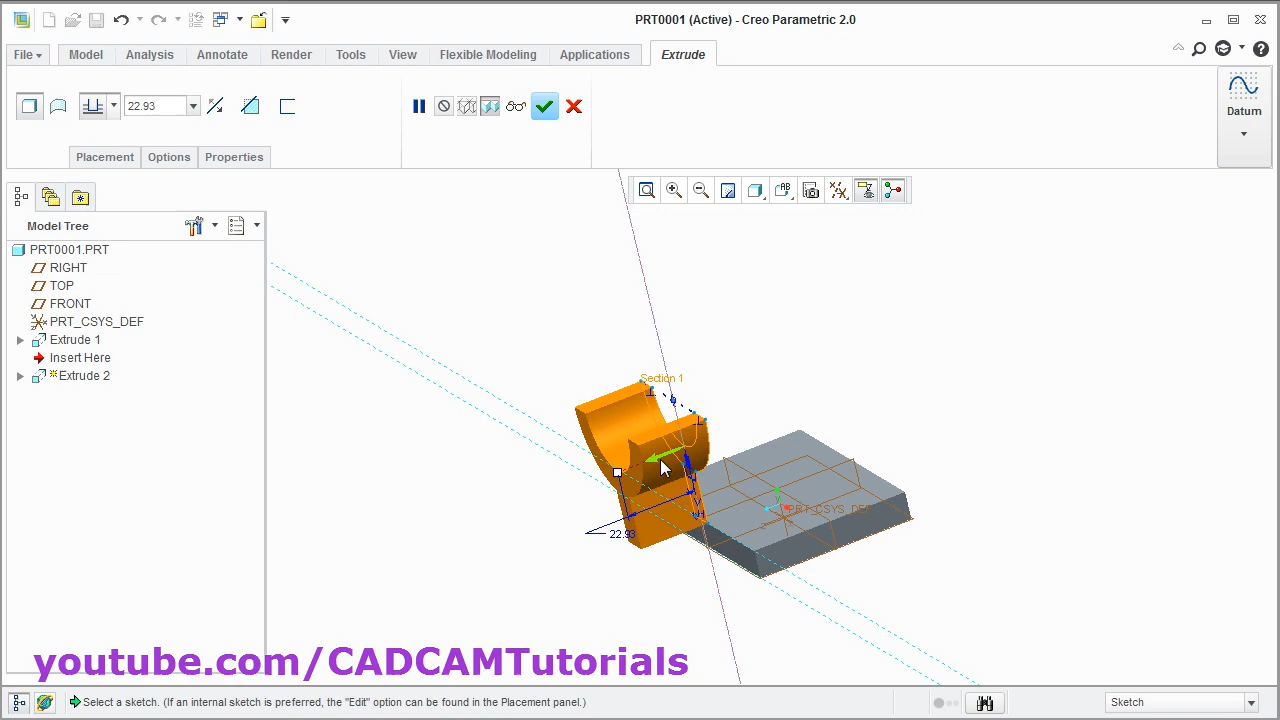 PRT0001 (Active) - Creo Parametric 2.0
File Model Analysis Annotate Render Tools View Flexible Modeling Applications Extrude
22.93
Datum
Placement Options Properties
Model Tree
PRT0001.PRT
RIGHT
TOP
FRONT
PRT_CSYS_DEF
Extrude 1
Insert Here
Extrude 2
Section 1
PRT_CSYS_DEF
22.93
youtube.com/CADCAMTutorials
Select a sketch. (If an internal sketch is preferred, the "Edit" option can be found in the Placement panel.)
Sketch